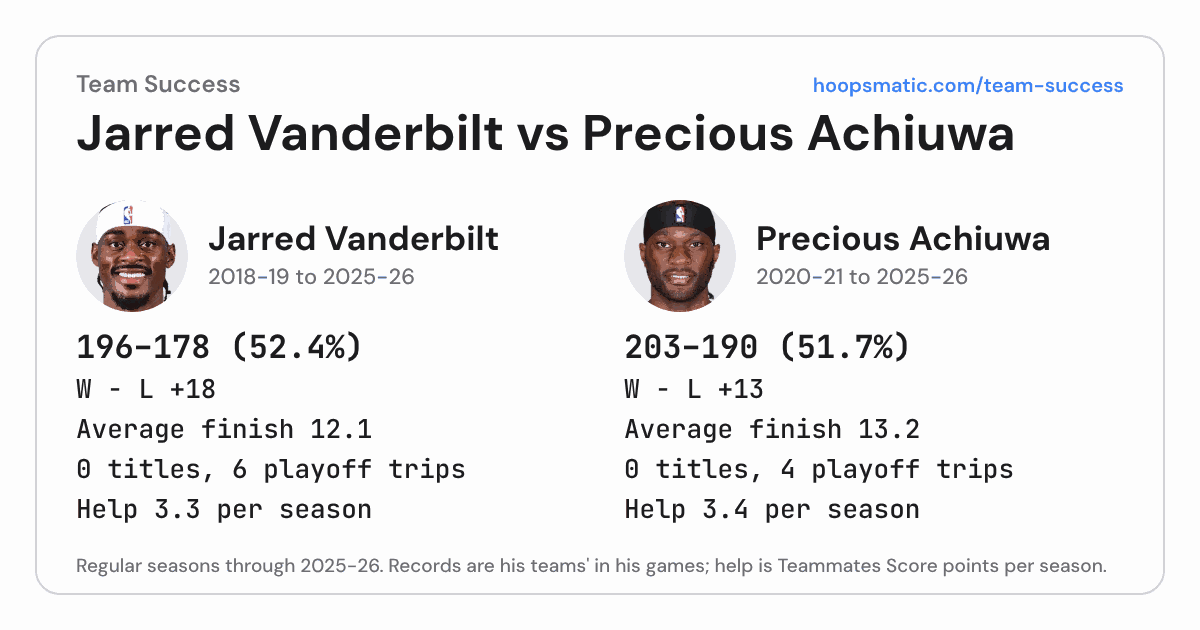 Team Success
hoopsmatic.com/team-success
Jarred Vanderbilt vs Precious Achiuwa
Jarred Vanderbilt
2018-19 to 2025-26
196–178 (52.4%)
W - L +18
Average finish 12.1
0 titles, 6 playoff trips
Help 3.3 per season
Precious Achiuwa
2020-21 to 2025-26
203–190 (51.7%)
W - L +13
Average finish 13.2
0 titles, 4 playoff trips
Help 3.4 per season
Regular seasons through 2025-26. Records are his teams' in his games; help is Teammates Score points per season.